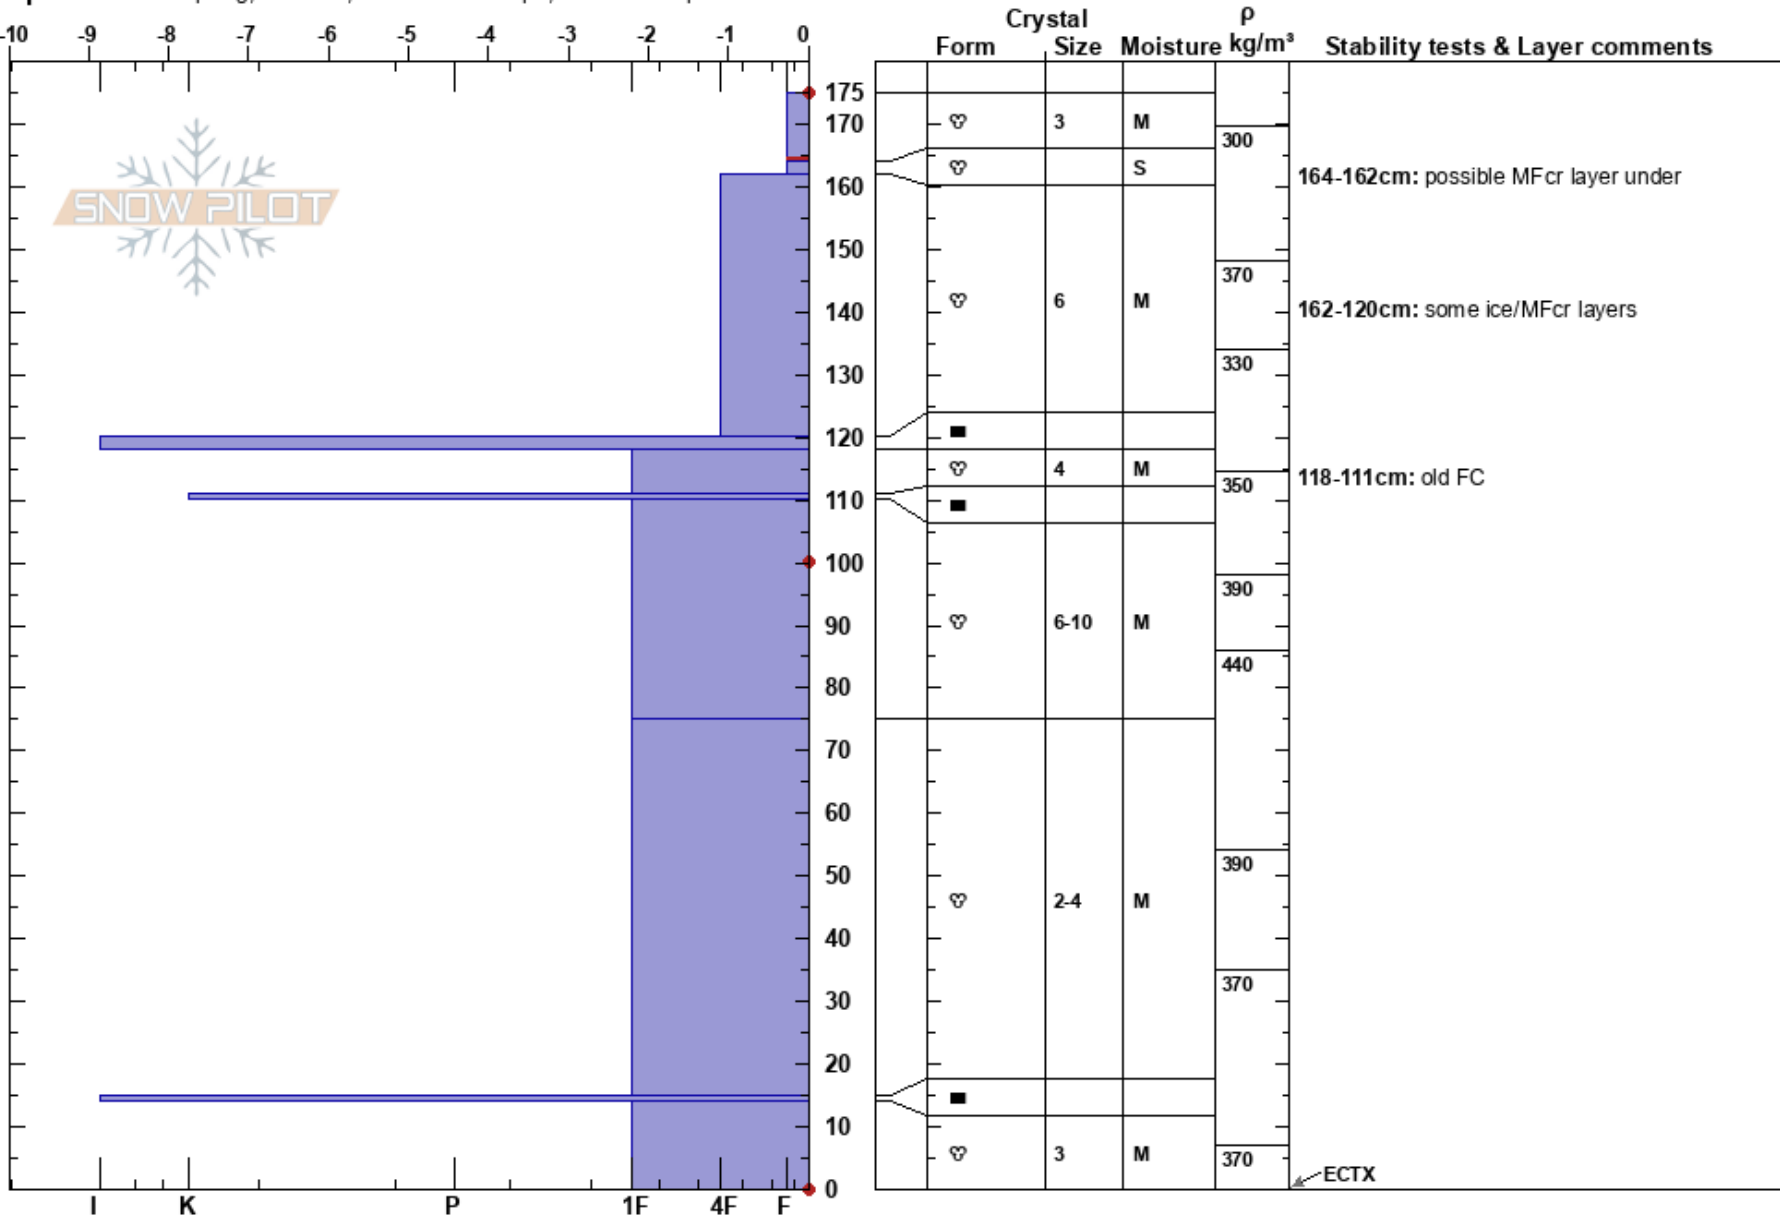 Crystal ρ
-10 -9 -8 -7 -6 -5 -4 -3 -2 -1 0 Form Size Moisture kg/m³ Stability tests & Layer comments
175
170 3 M
300
S
SNOW PILOT
160 164-162cm: possible MFcr layer under
150
370
140 6 M 162-120cm: some ice/MFcr layers
330
130
120
4 M 118-111cm: old FC
350
110
100
390
90 6-10 M
440
80
70
60
390
50
2-4 M
40
370
30
20
10
3 M 370
ECTX
0
I K P 1F 4F F